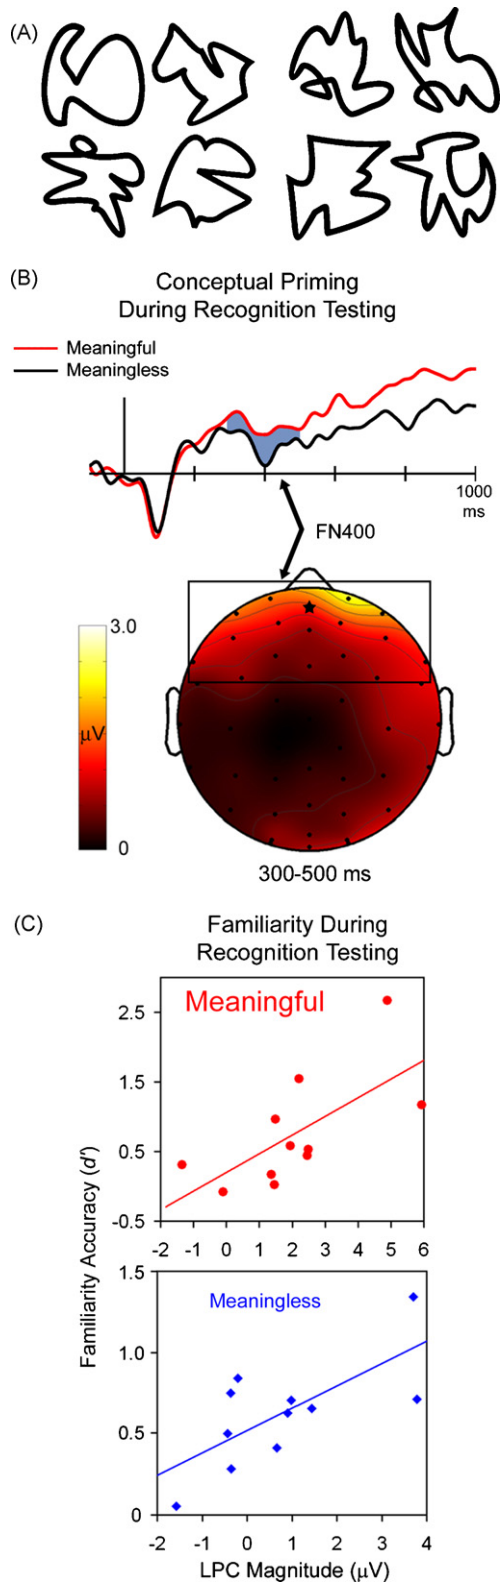 (A)
(B)
Conceptual Priming
During Recognition Testing
Meaningful
Meaningless
1000
ms
FN400
3.0
μV
0
300-500 ms
(C)
Familiarity During
Recognition Testing
Meaningful
2.5
1.5
0.5
-0.5
-2 -1 0 1 2 3 4 5 6
Familiarity Accuracy (d')
Meaningless
1.5
1.0
0.5
0
-2 -1 0 1 2 3 4
LPC Magnitude (μV)